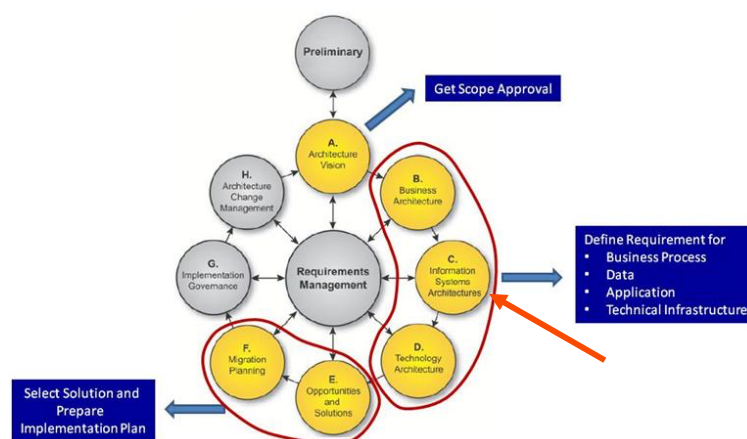 Preliminary
Get Scope Approval
A.
Architecture
Vision
H.
Architecture
Change
Management
B.
Business
Architecture
G.
Implementation
Governance
Requirements
Management
C.
Information
Systems
Architectures
Define Requirement for
• Business Process
• Data
• Application
• Technical Infrastructure
F.
Migration
Planning
D.
Technology
Architecture
E.
Opportunities
and
Solutions
Select Solution and
Prepare
Implementation Plan